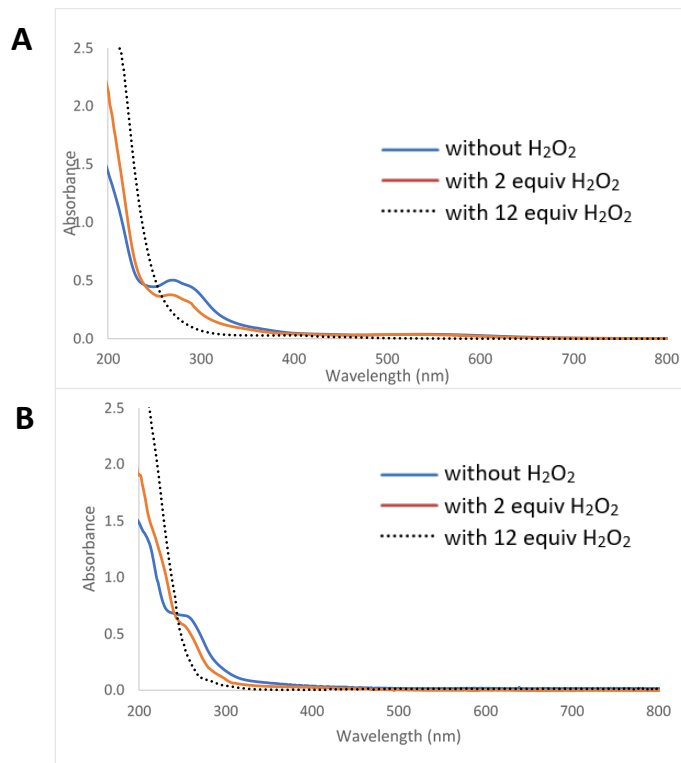 A
2.5
2.0
1.5
1.0
0.5
0.0
Absorbance
without H₂O₂
with 2 equiv H₂O₂
with 12 equiv H₂O₂
200 300 400 500 600 700 800
Wavelength (nm)
B
2.5
2.0
1.5
1.0
0.5
0.0
Absorbance
without H₂O₂
with 2 equiv H₂O₂
with 12 equiv H₂O₂
200 300 400 500 600 700 800
Wavelength (nm)